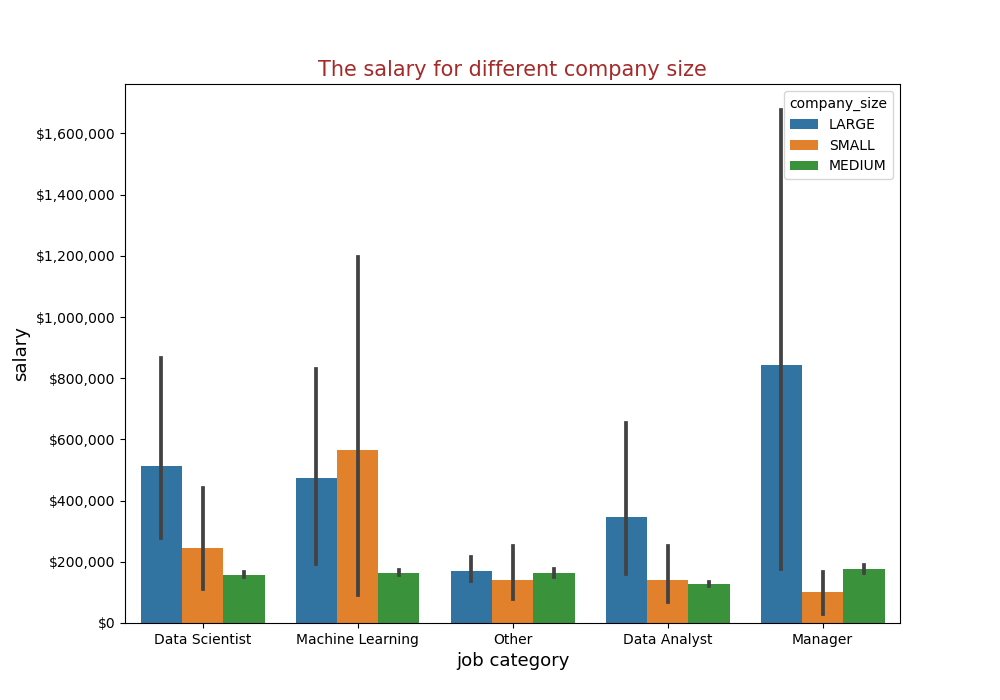 The salary for different company size
company_size
LARGE
SMALL
MEDIUM
salary
$1,600,000
$1,400,000
$1,200,000
$1,000,000
$800,000
$600,000
$400,000
$200,000
$0
Data Scientist Machine Learning Other Data Analyst Manager
job category